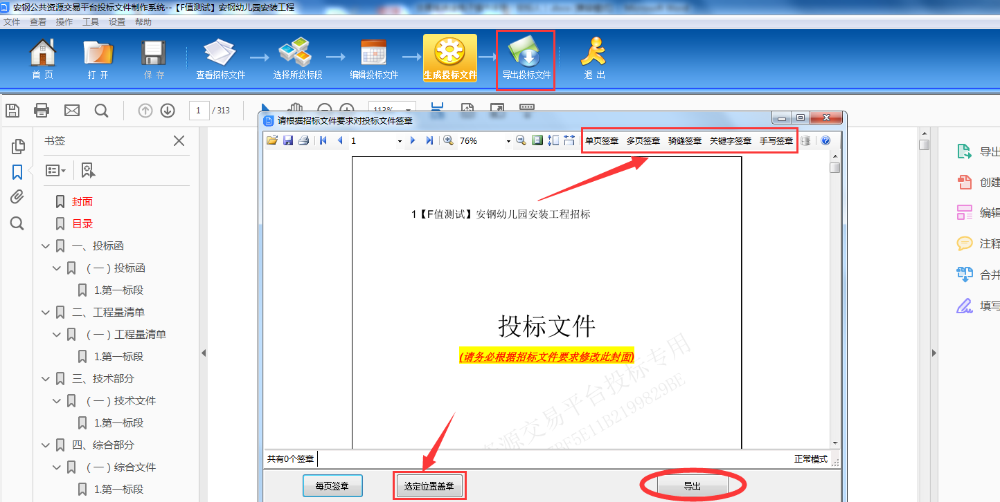 安钢公共资源交易平台投标文件制作系统--【F值测试】安钢幼儿园安装工程
文件 查看 操作 工具 设置 帮助
首 页 打 开 保 存 查看招标文件 选择所投标段 编辑投标文件 生成投标文件 导出投标文件 退 出
1 / 313 113%
书签
封面
目录
一、投标函
(一)投标函
1.第一标段
二、工程量清单
(一)工程量清单
1.第一标段
三、技术部分
(一)技术文件
1.第一标段
四、综合部分
(一)综合文件
1.第一标段
请根据招标文件要求对投标文件签章
1 76% 单页签章 多页签章 骑缝签章 关键字签章 手写签章
1【F值测试】安钢幼儿园安装工程招标
投标文件
(请务必根据招标文件要求修改此封面)
资源交易平台投标专用
BF5E11B2199829BE
共有0个签章
正常模式
每页签章 选定位置盖章 导出
导出
创建
编辑
注释
合并
填写